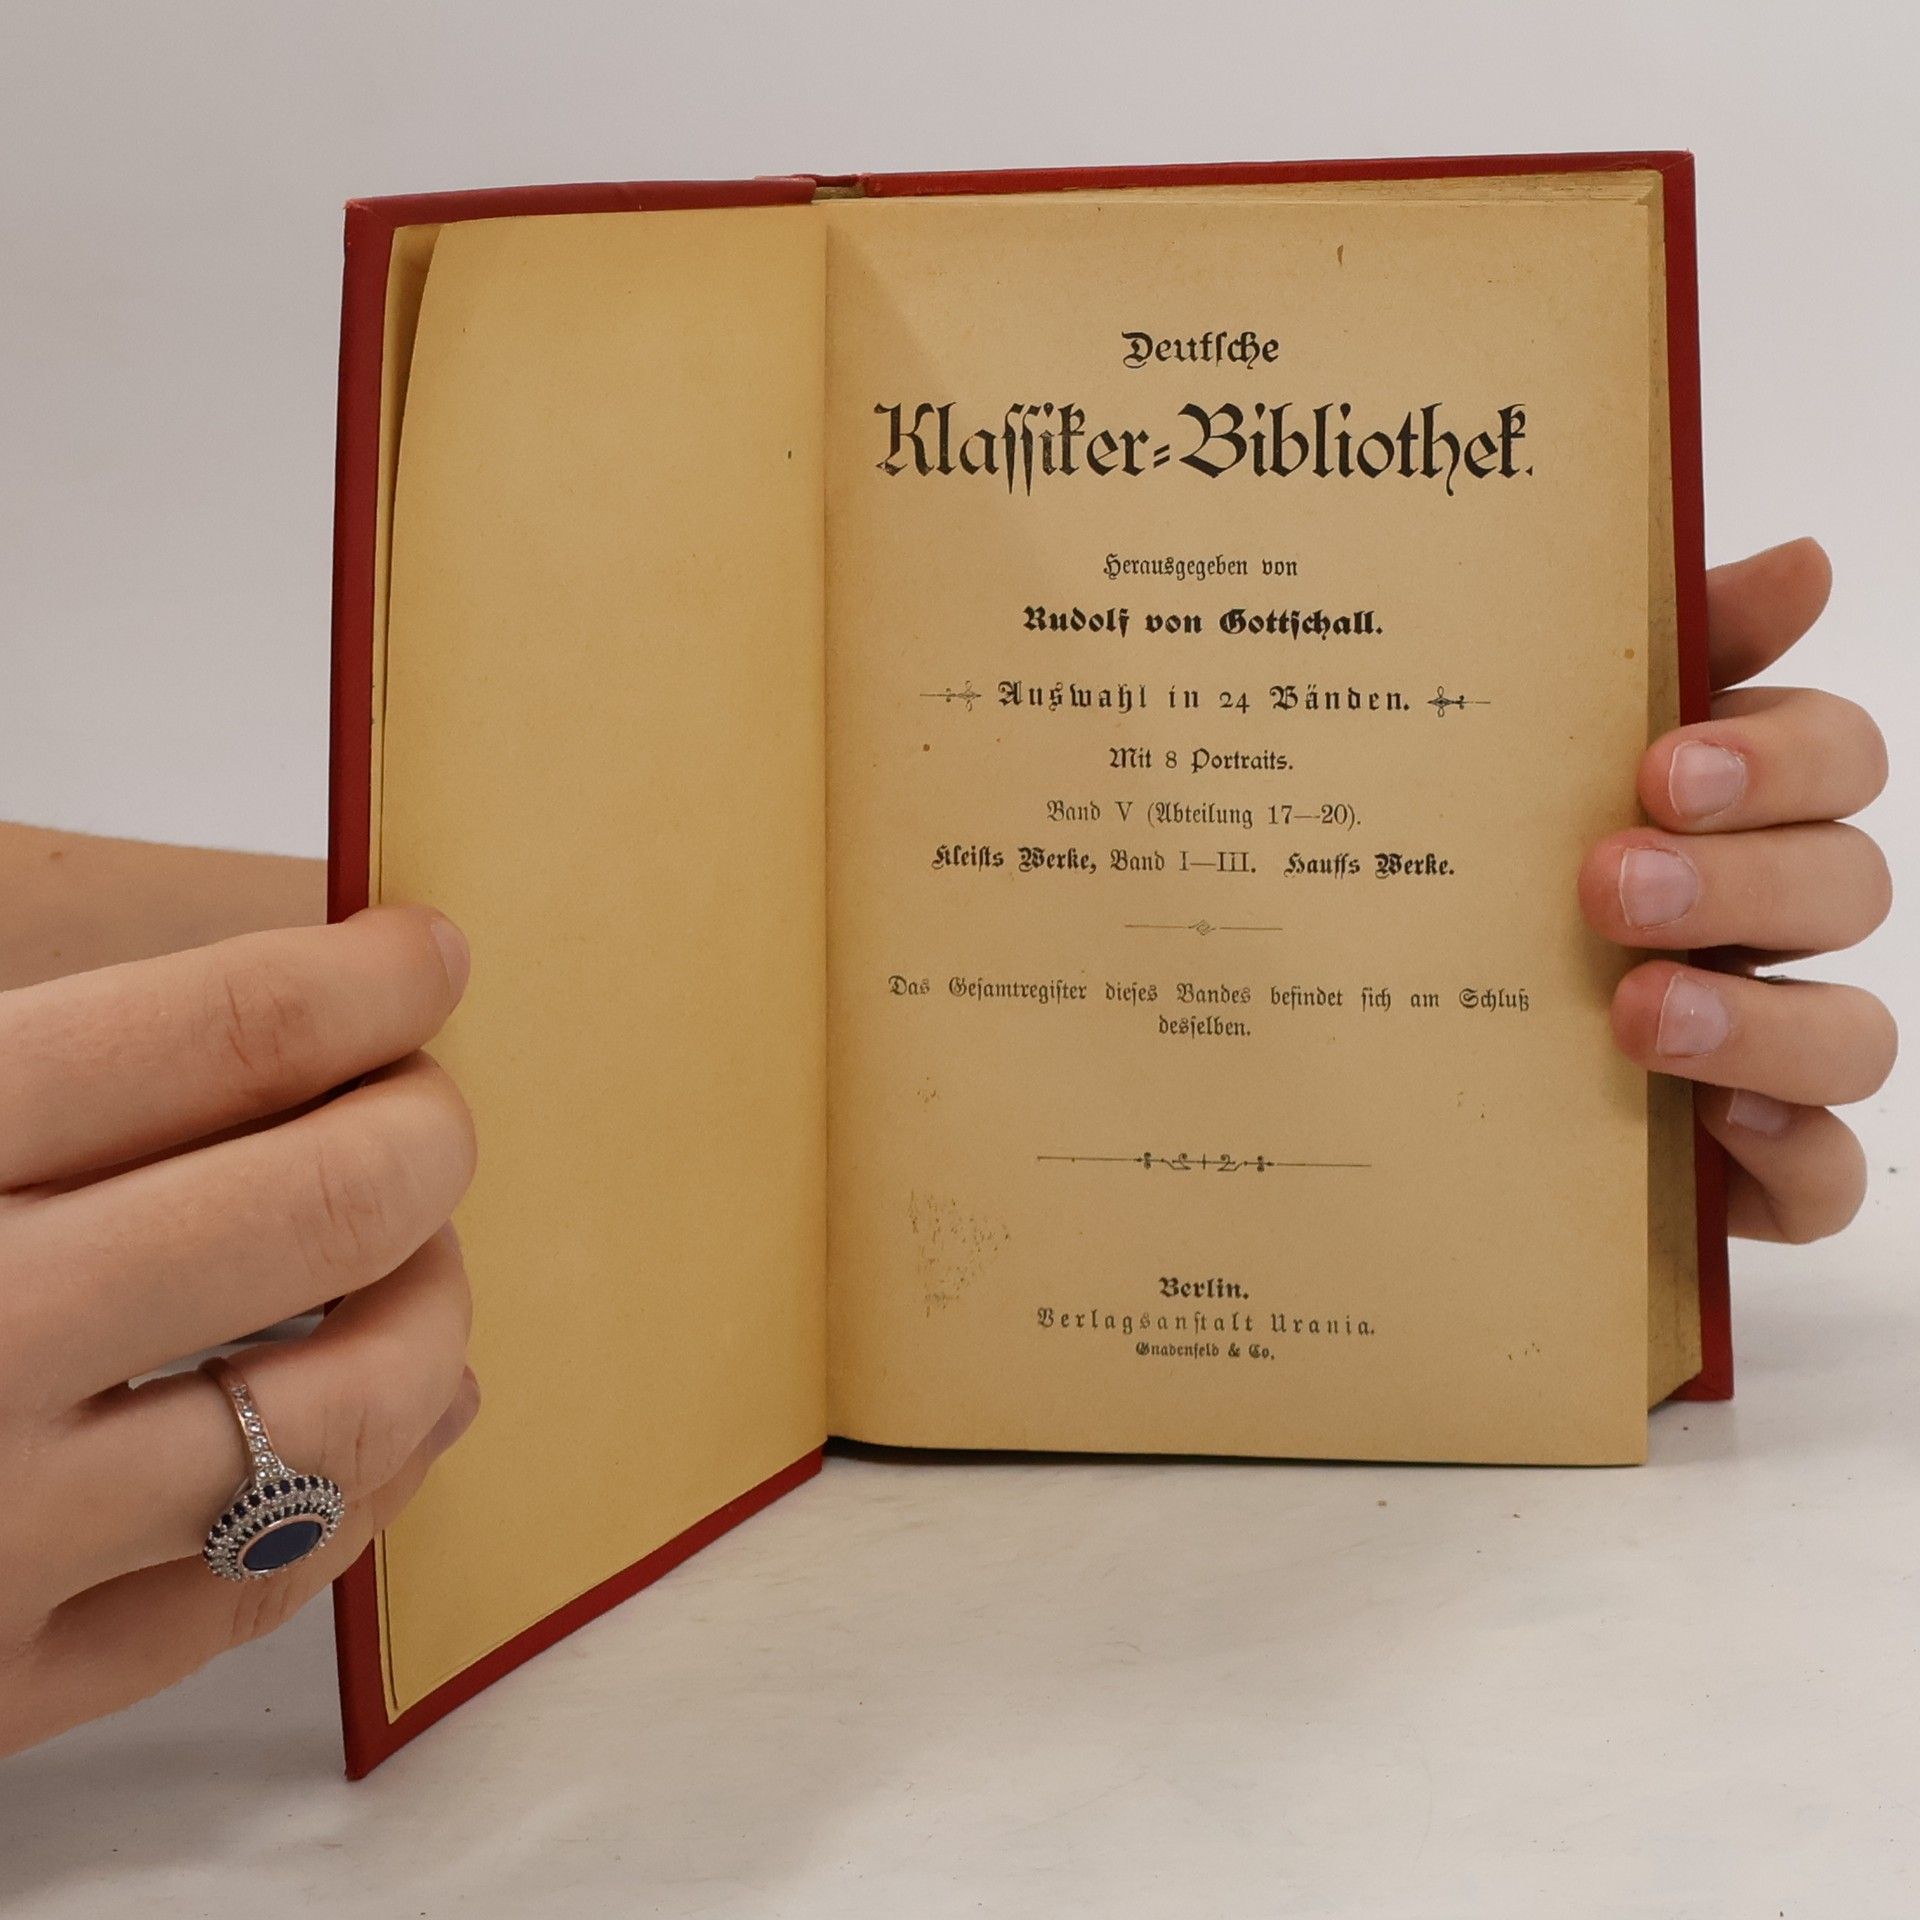 Deutsche
Klassiker-Bibliothek.
Herausgegeben von
Rudolf von Gottschall.
Auswahl in 24 Bänden.
Mit 8 Portraits.
Band V (Abteilung 17—20).
Kleists Werke, Band I—III. Hauffs Werke.
Das Gesamtregister dieses Bandes befindet sich am Schluß
desselben.
Berlin.
Verlagsanstalt Urania.
Gnadenfeld & Co.